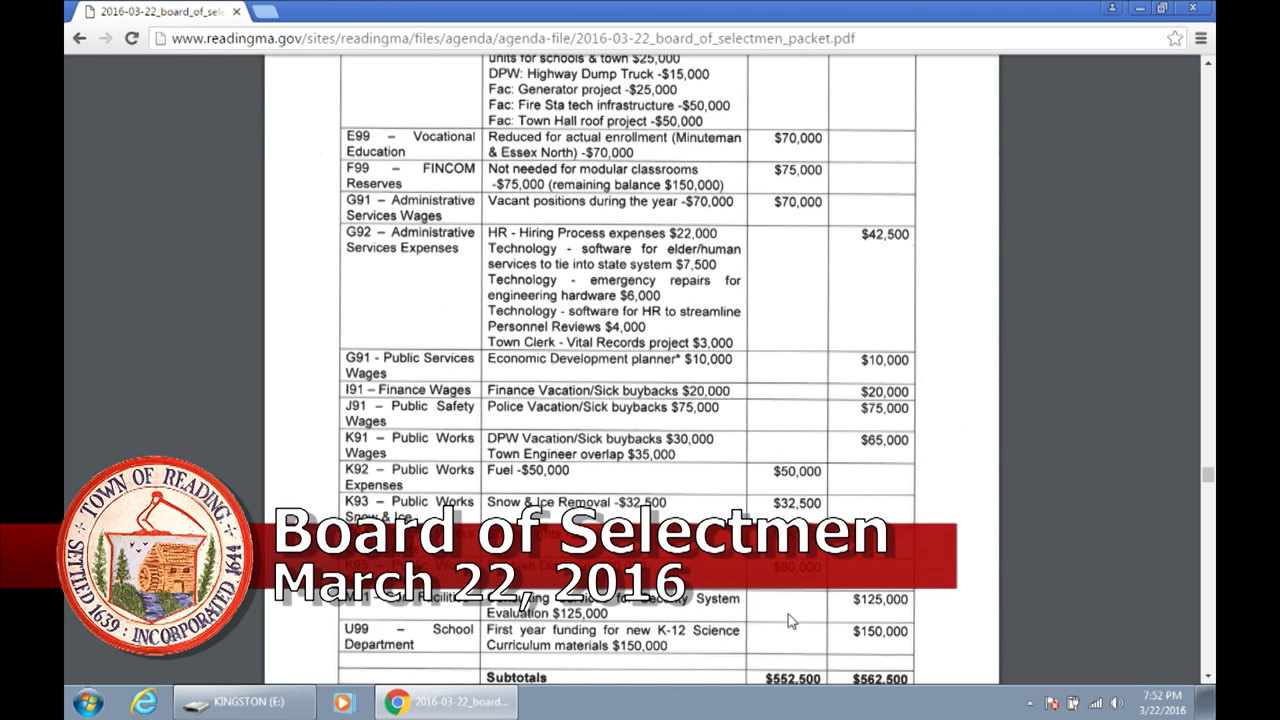 2016-03-22_board_of_sel
www.readingma.gov/sites/readingma/files/agenda/agenda-file/2016-03-22_board_of_selectmen_packet.pdf
units for schools & town $25,000
DPW: Highway Dump Truck -$15,000
Fac: Generator project -$25,000
Fac: Fire Sta tech infrastructure -$50,000
Fac: Town Hall roof project -$50,000
E99 – Vocational Reduced for actual enrollment (Minuteman $70,000
Education & Essex North) -$70,000
F99 – FINCOM Not needed for modular classrooms $75,000
Reserves -$75,000 (remaining balance $150,000)
G91 – Administrative Vacant positions during the year -$70,000 $70,000
Services Wages
G92 – Administrative HR - Hiring Process expenses $22,000 $42,500
Services Expenses Technology - software for elder/human
services to tie into state system $7,500
Technology - emergency repairs for
engineering hardware $6,000
Technology - software for HR to streamline
Personnel Reviews $4,000
Town Clerk - Vital Records project $3,000
G91 - Public Services Economic Development planner* $10,000 $10,000
Wages
I91 – Finance Wages Finance Vacation/Sick buybacks $20,000 $20,000
J91 – Public Safety Police Vacation/Sick buybacks $75,000 $75,000
Wages
K91 – Public Works DPW Vacation/Sick buybacks $30,000 $65,000
Wages Town Engineer overlap $35,000
K92 – Public Works Fuel -$50,000 $50,000
Expenses
K93 – Public Works Snow & Ice Removal -$32,500 $32,500
Snow & Ice
$80,000
System $125,000
Evaluation $125,000
U99 – School First year funding for new K-12 Science $150,000
Department Curriculum materials $150,000
Subtotals $552,500 $562,500
TOWN OF READING
SETTLED 1639 : INCORPORATED 1644
Board of Selectmen
March 22, 2016
KINGSTON (E:)
2016-03-22_board...
7:52 PM
3/22/2016